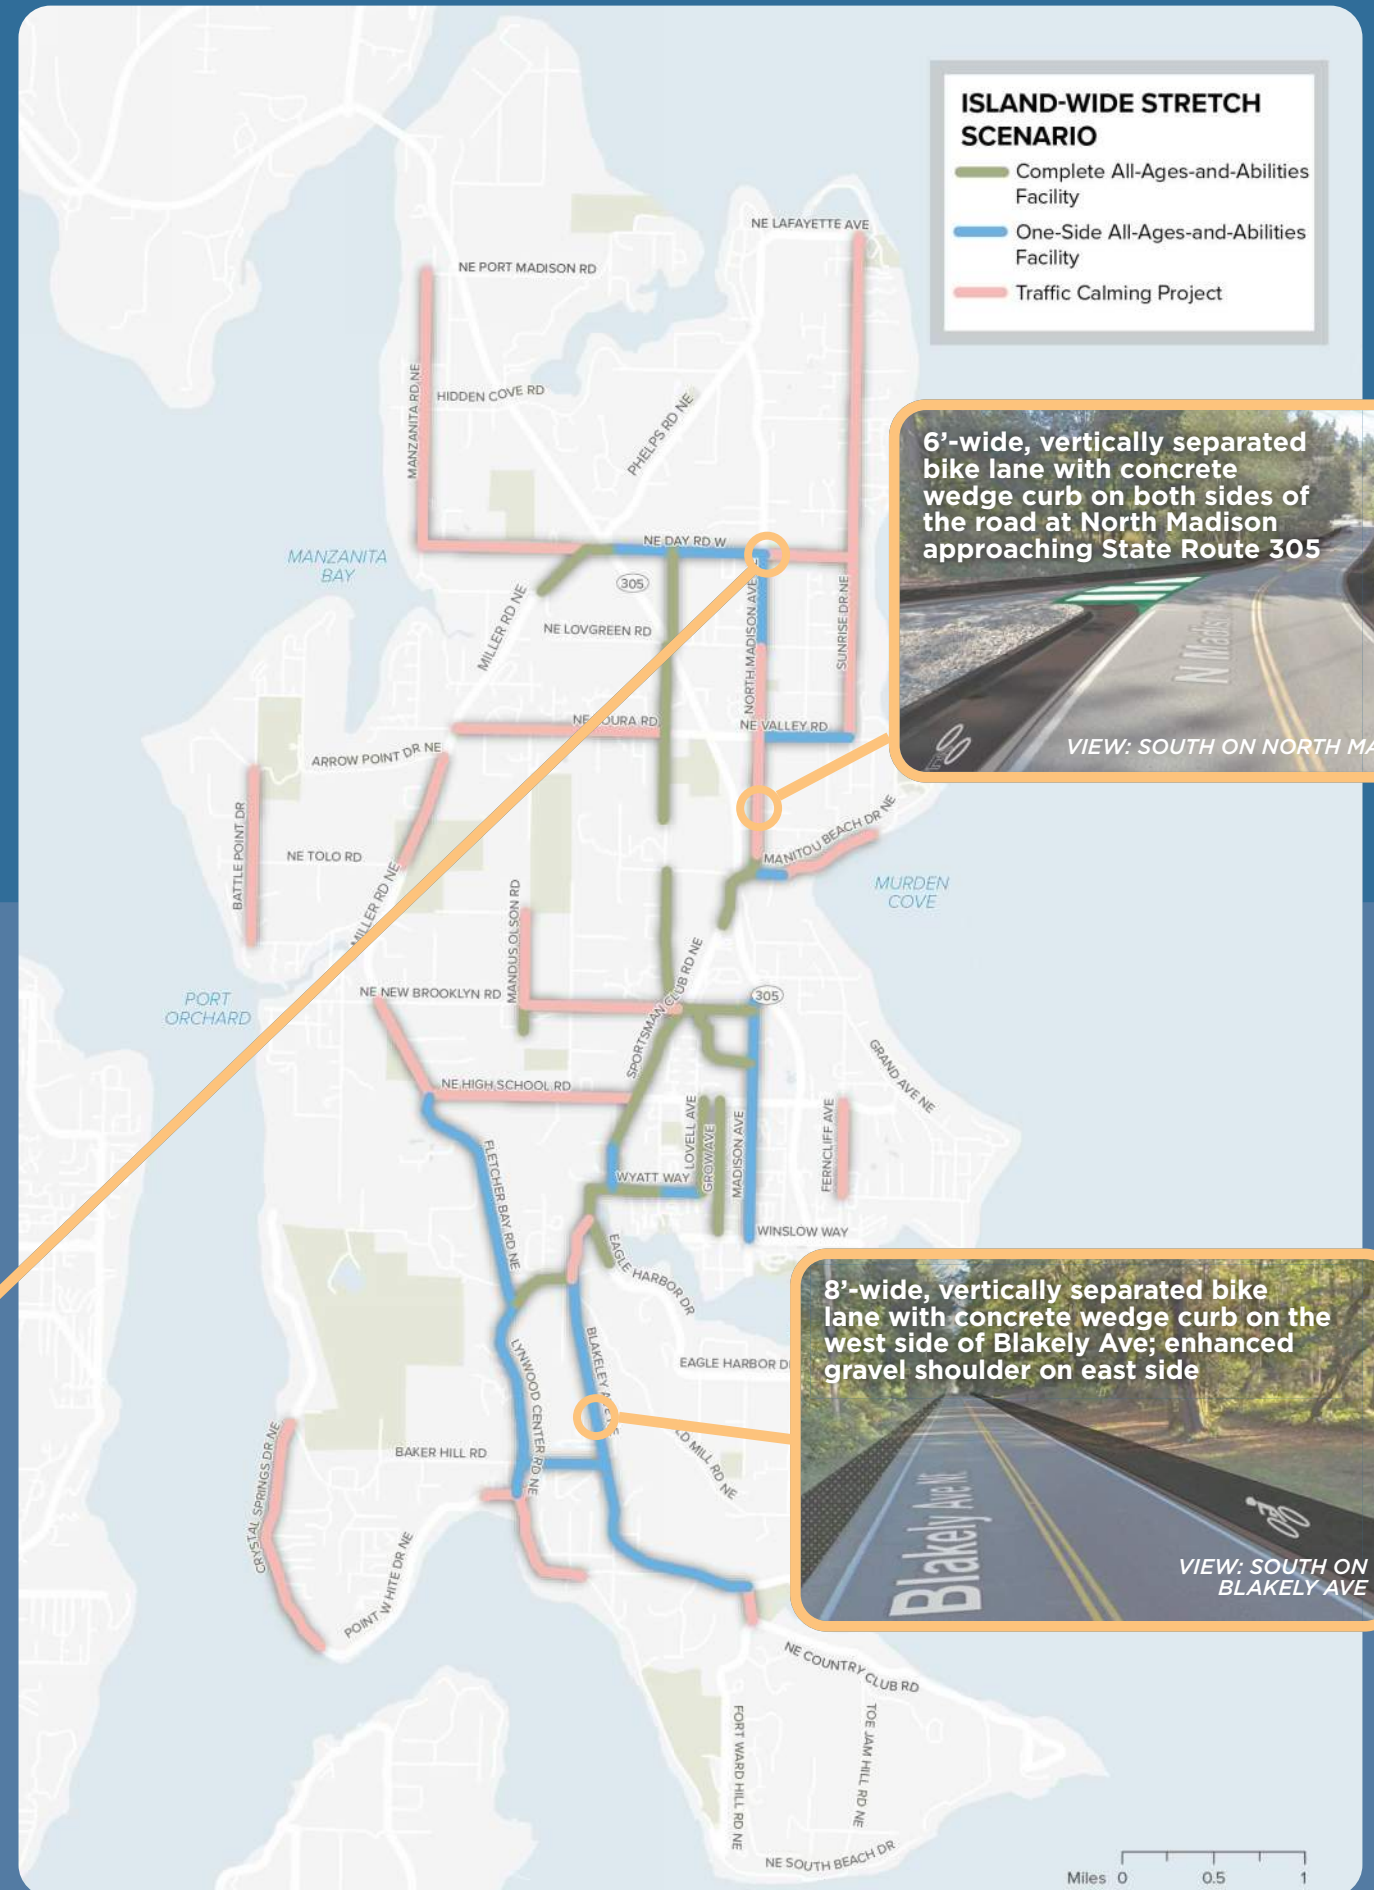 ISLAND-WIDE STRETCH
SCENARIO
Complete All-Ages-and-Abilities
Facility
One-Side All-Ages-and-Abilities
Facility
Traffic Calming Project
NE LAFAYETTE AVE
NE PORT MADISON RD
MANZANITA RD NE
HIDDEN COVE RD
PHELPS RD NE
6'-wide, vertically separated
bike lane with concrete
wedge curb on both sides of
the road at North Madison
approaching State Route 305
N Madis
VIEW: SOUTH ON NORTH MA
MANZANITA
BAY
NE DAY RD W
305
MILLER RD NE
NE LOVGREEN RD
NORTH MADISON AVE
SUNRISE DR NE
NE VALLEY RD
ARROW POINT DR NE
BATTLE POINT DR
NE TOLO RD
MILLER RD NE
MANITOU BEACH DR NE
MURDEN
COVE
MANDUS OLSON RD
NE NEW BROOKLYN RD
SPORTSMAN CLUB RD NE
305
PORT
ORCHARD
GRAND AVE NE
NE HIGH SCHOOL RD
LOVELL AVE
GROW AVE
MADISON AVE
FERNCLIFF AVE
FLETCHER BAY RD NE
WYATT WAY
WINSLOW WAY
EAGLE HARBOR DR
8'-wide, vertically separated bike
lane with concrete wedge curb on the
west side of Blakely Ave; enhanced
gravel shoulder on east side
Blakely Ave NE
VIEW: SOUTH ON
BLAKELY AVE
LYNWOOD CENTER RD NE
BLAKELEY
EAGLE HARBOR D
BAKER HILL RD
LD MILL RD NE
CRYSTAL SPRINGS DR NE
POINT WHITE DR NE
NE COUNTRY CLUB RD
FORT WARD HILL RD NE
TOE JAM HILL RD NE
NE SOUTH BEACH DR
Miles 0 0.5 1